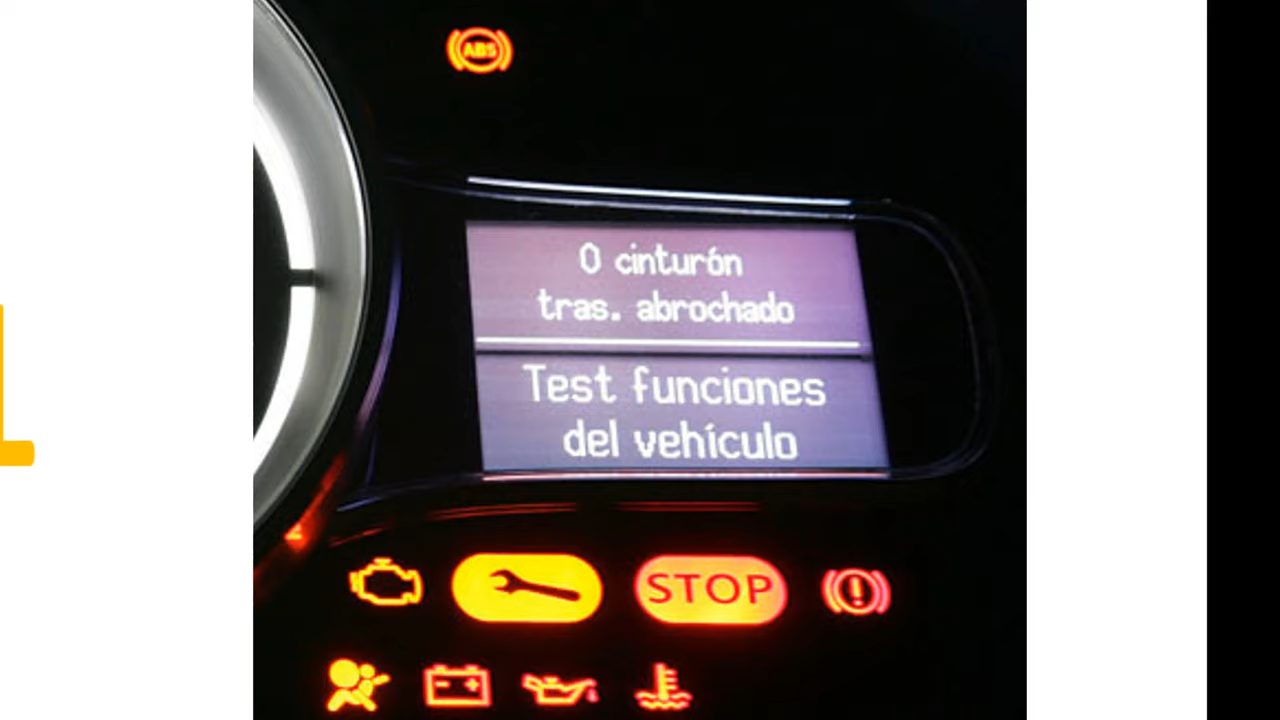 ABS
0 cinturón
tras. abrochado
Test funciones
del vehículo
STOP